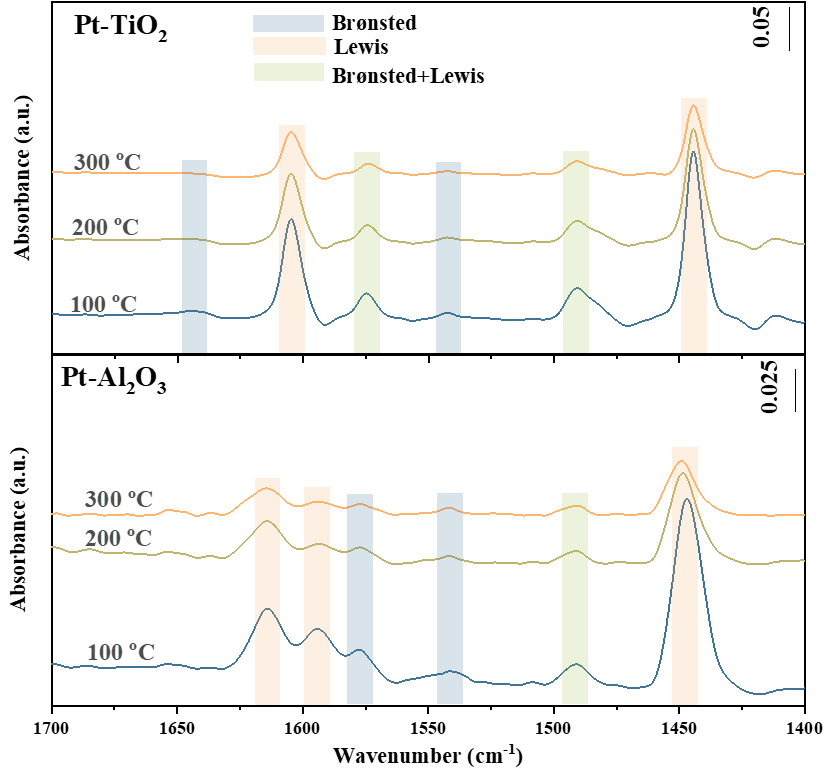 Pt-TiO₂
Brønsted
Lewis
Brønsted+Lewis
0.05
Absorbance (a.u.)
300 °C
200 °C
100 °C
Pt-Al₂O₃
0.025
Absorbance (a.u.)
300 °C
200 °C
100 °C
1700 1650 1600 1550 1500 1450 1400
Wavenumber (cm⁻¹)